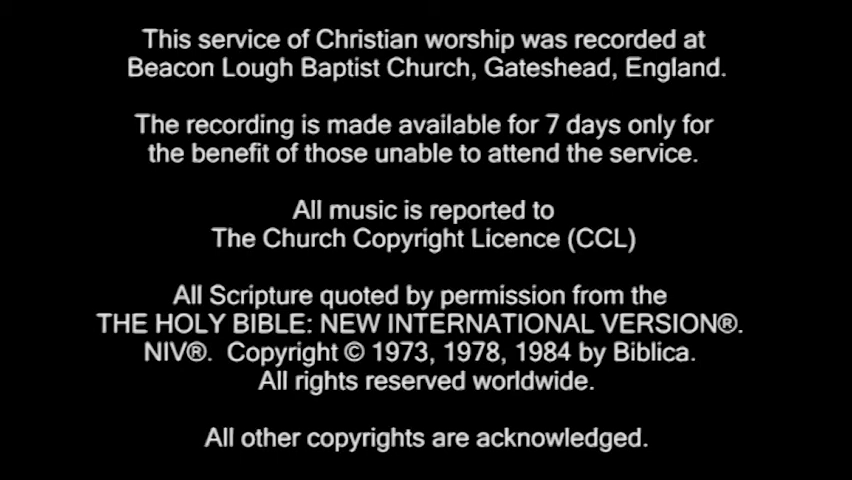 This service of Christian worship was recorded at
Beacon Lough Baptist Church, Gateshead, England.
The recording is made available for 7 days only for
the benefit of those unable to attend the service.
All music is reported to
The Church Copyright Licence (CCL)
All Scripture quoted by permission from the
THE HOLY BIBLE: NEW INTERNATIONAL VERSION®.
NIV®. Copyright © 1973, 1978, 1984 by Biblica.
All rights reserved worldwide.
All other copyrights are acknowledged.